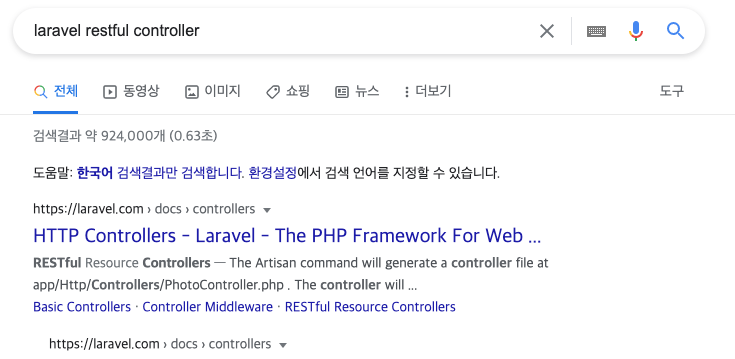 laravel restful controller
전체 동영상 이미지 쇼핑 뉴스 더보기 도구
검색결과 약 924,000개 (0.63초)
도움말: 한국어 검색결과만 검색합니다. 환경설정에서 검색 언어를 지정할 수 있습니다.
https://laravel.com › docs › controllers
HTTP Controllers - Laravel - The PHP Framework For Web ...
RESTful Resource Controllers — The Artisan command will generate a controller file at
app/Http/Controllers/PhotoController.php . The controller will ...
Basic Controllers · Controller Middleware · RESTful Resource Controllers
https://laravel.com › docs › controllers